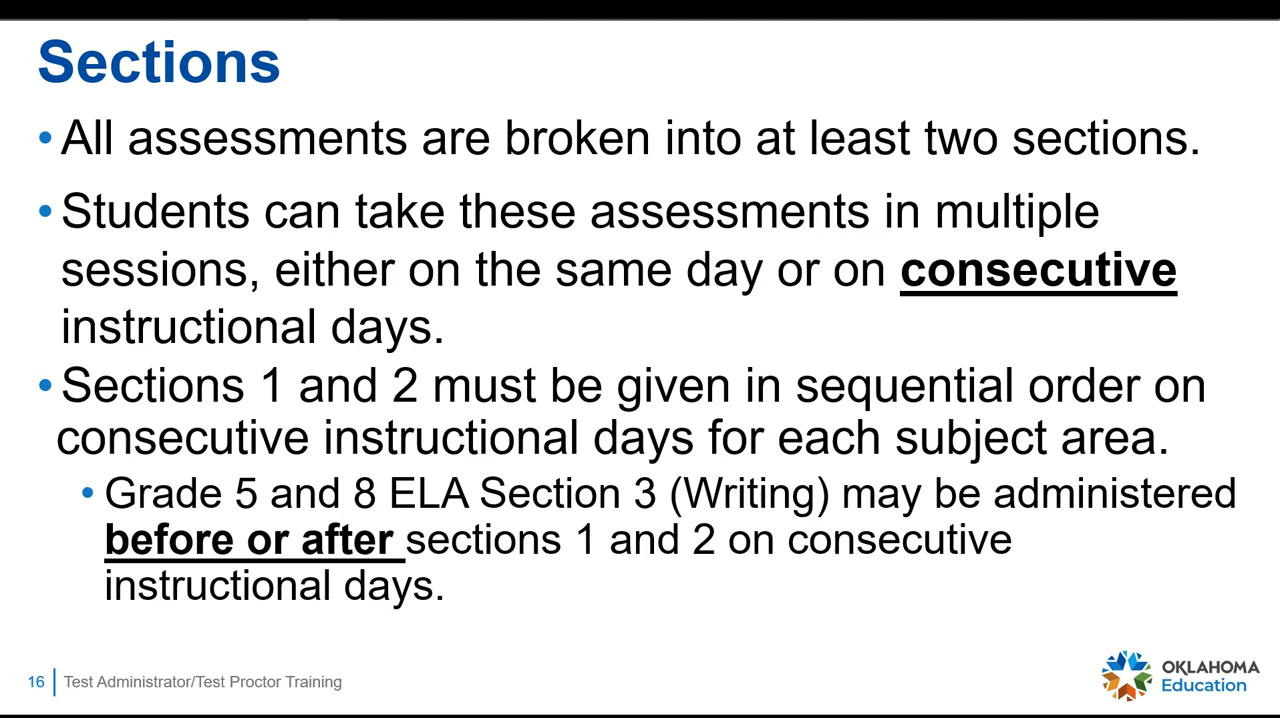 Sections
• All assessments are broken into at least two sections.
• Students can take these assessments in multiple
sessions, either on the same day or on consecutive
instructional days.
• Sections 1 and 2 must be given in sequential order on
consecutive instructional days for each subject area.
• Grade 5 and 8 ELA Section 3 (Writing) may be administered
before or after sections 1 and 2 on consecutive
instructional days.
16 Test Administrator/Test Proctor Training
OKLAHOMA
Education